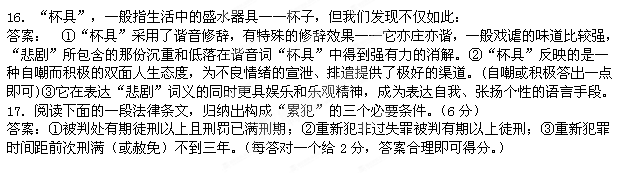 16. “杯具”，一般指生活中的盛水器具——杯子，但我们发现不仅如此：
答案： ①“杯具”采用了谐音修辞，有特殊的修辞效果——它亦庄亦谐，一般戏谑的味道比较强，
“悲剧”所包含的那份沉重和低落在谐音词“杯具”中得到强有力的消解。②“杯具”反映的是一
种自嘲而积极的双面人生态度，为不良情绪的宣泄、排遣提供了极好的渠道。(自嘲或积极答出一点
即可)③它在表达“悲剧”词义的同时更具娱乐和乐观精神，成为表达自我、张扬个性的语言手段。
17. 阅读下面的一段法律条文，归纳出构成“累犯”的三个必要条件。（6 分）
答案：①被判处有期徒刑以上且刑罚已满刑期；②重新犯非过失罪被判有期以上徒刑；③重新犯罪
时间距前次刑满（或赦免）不到三年。（每答对一个给 2 分，答案合理即可得分。）